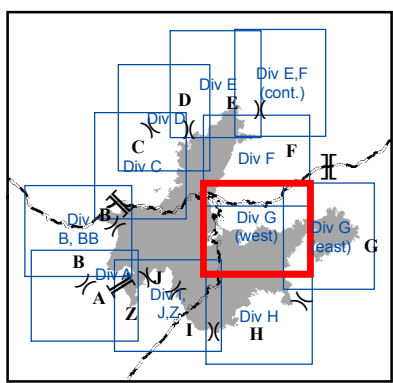 Div E,F
(cont.)
Div E
D
E
Div D
C
Div C
Div F
F
Div
B
B, BB
Div G
(west)
Div G
(east)
G
B
Div A
J
A
Z
Div I,
J,Z
I
Div H
H